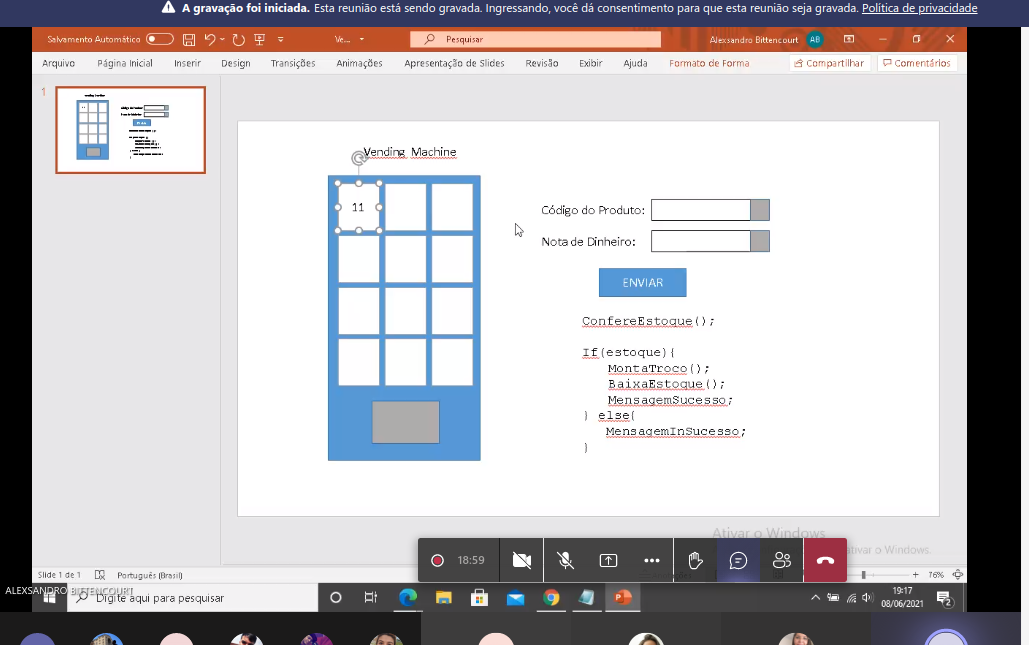 A gravação foi iniciada. Esta reunião está sendo gravada. Ingressando, você dá consentimento para que esta reunião seja gravada. Política de privacidade
Salvamento Automático
Ve...
Pesquisar
Alexsandro Bittencourt
AB
Arquivo Página Inicial Inserir Design Transições Animações Apresentação de Slides Revisão Exibir Ajuda Formato de Forma Compartilhar Comentários
1
Vending Machine
11
Código do Produto:
Nota de Dinheiro:
ENVIAR
ConfereEstoque();
If(estoque){
MontaTroco();
BaixaEstoque();
MensagemSucesso;
} else{
MensagemInSucesso;
}
Ativar o Windows
ativar o Windows.
18:59
Slide 1 de 1 Português (Brasil)
76%
ALEXSANDRO BITTENCOURT
Digite aqui para pesquisar
19:17
08/06/2021
2